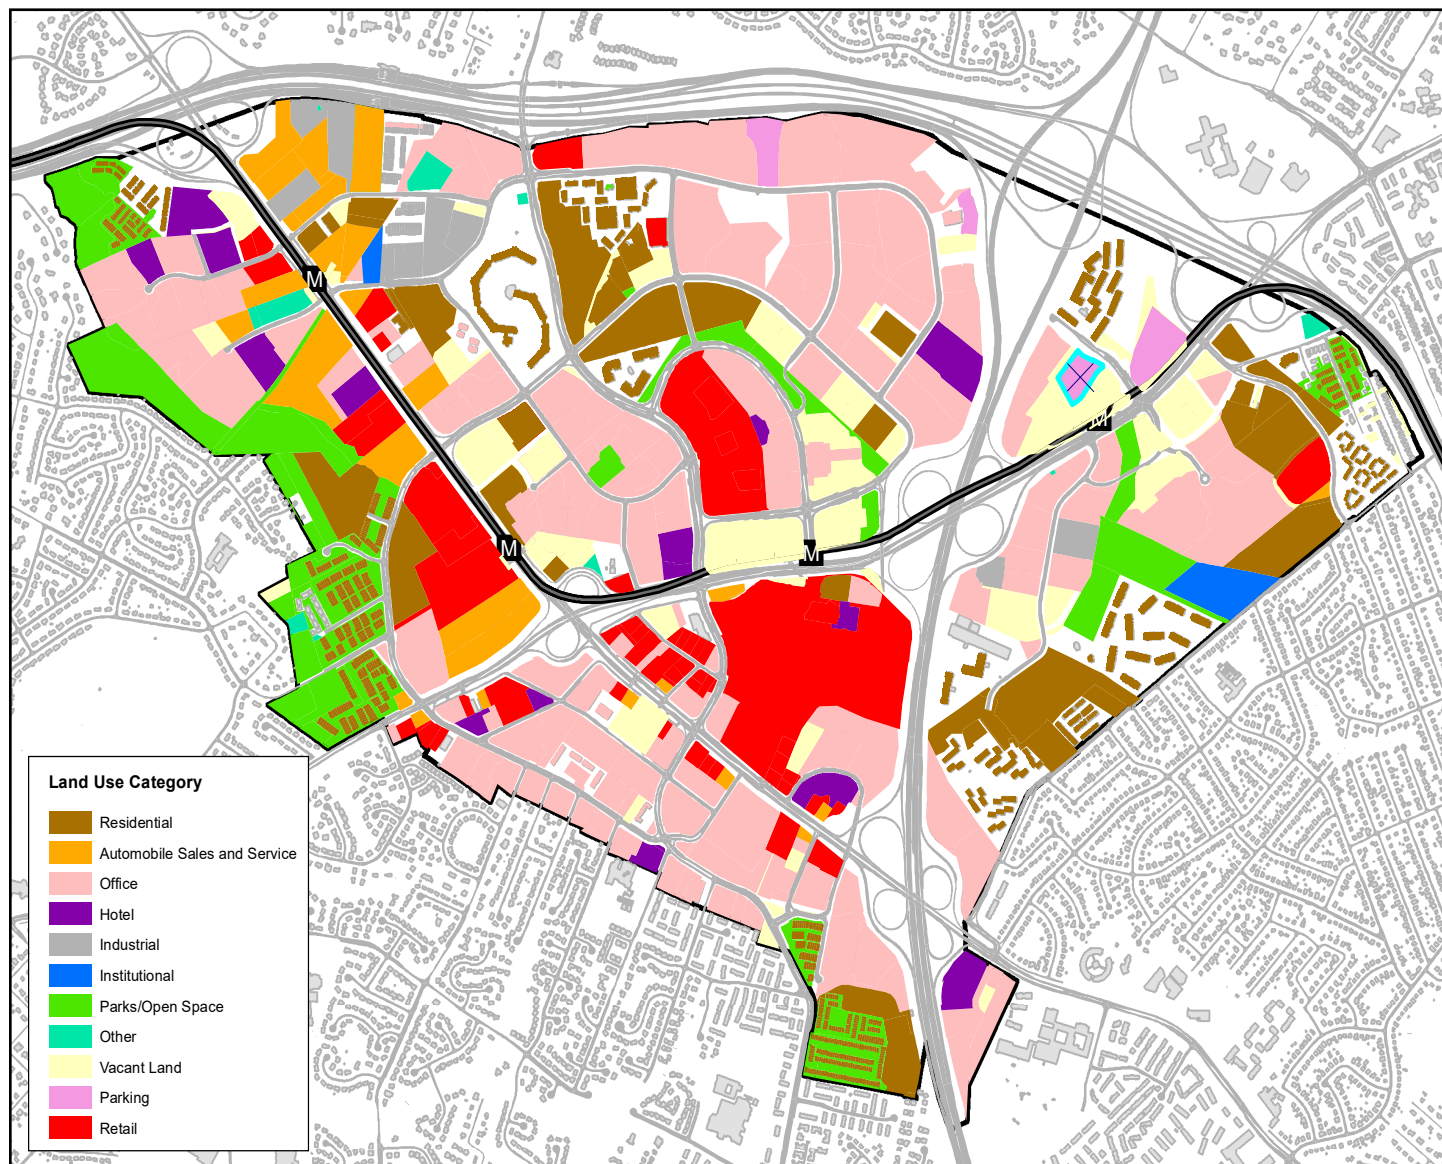 M
M
M
M
Land Use Category
Residential
Automobile Sales and Service
Office
Hotel
Industrial
Institutional
Parks/Open Space
Other
Vacant Land
Parking
Retail